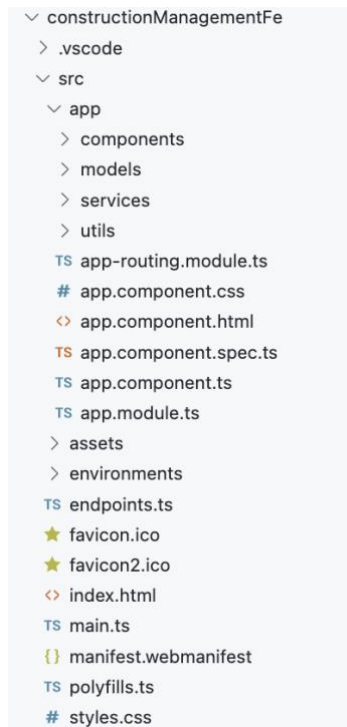 constructionManagementFe
.vscode
src
app
components
models
services
utils
TS app-routing.module.ts
# app.component.css
<> app.component.html
TS app.component.spec.ts
TS app.component.ts
TS app.module.ts
assets
environments
TS endpoints.ts
favicon.ico
favicon2.ico
<> index.html
TS main.ts
{} manifest.webmanifest
TS polyfills.ts
# styles.css